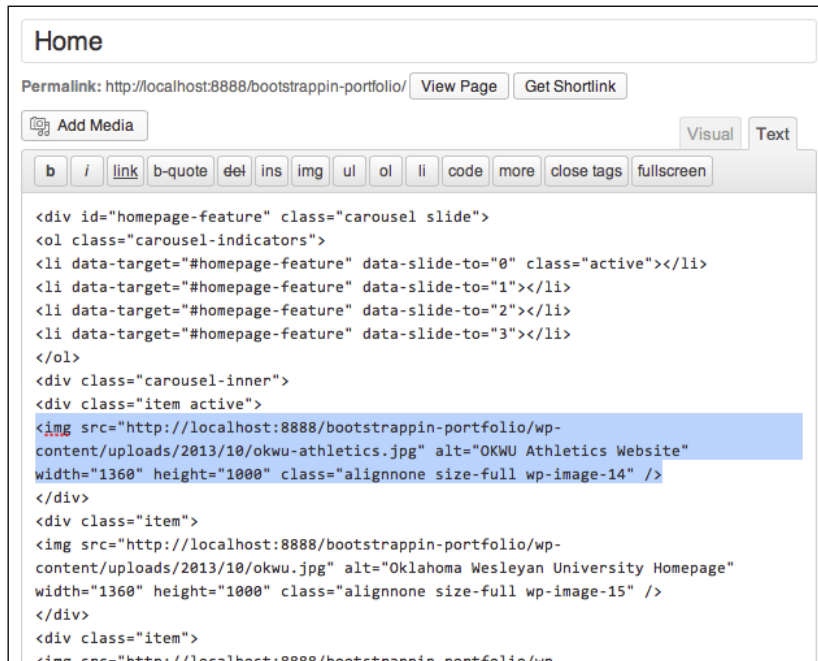 Home
Permalink: http://localhost:8888/bootstrappin-portfolio/ View Page Get Shortlink
Add Media
Visual Text
b i link b-quote del ins img ul ol li code more close tags fullscreen
<div id="homepage-feature" class="carousel slide">
<ol class="carousel-indicators">
<li data-target="#homepage-feature" data-slide-to="0" class="active"></li>
<li data-target="#homepage-feature" data-slide-to="1"></li>
<li data-target="#homepage-feature" data-slide-to="2"></li>
<li data-target="#homepage-feature" data-slide-to="3"></li>
</ol>
<div class="carousel-inner">
<div class="item active">
<img src="http://localhost:8888/bootstrappin-portfolio/wp-
content/uploads/2013/10/okwu-athletics.jpg" alt="OKWU Athletics Website"
width="1360" height="1000" class="alignnone size-full wp-image-14" />
</div>
<div class="item">
<img src="http://localhost:8888/bootstrappin-portfolio/wp-
content/uploads/2013/10/okwu.jpg" alt="Oklahoma Wesleyan University Homepage"
width="1360" height="1000" class="alignnone size-full wp-image-15" />
</div>
<div class="item">
<img src="http://localhost:8888/bootstrappin-portfolio/wp-